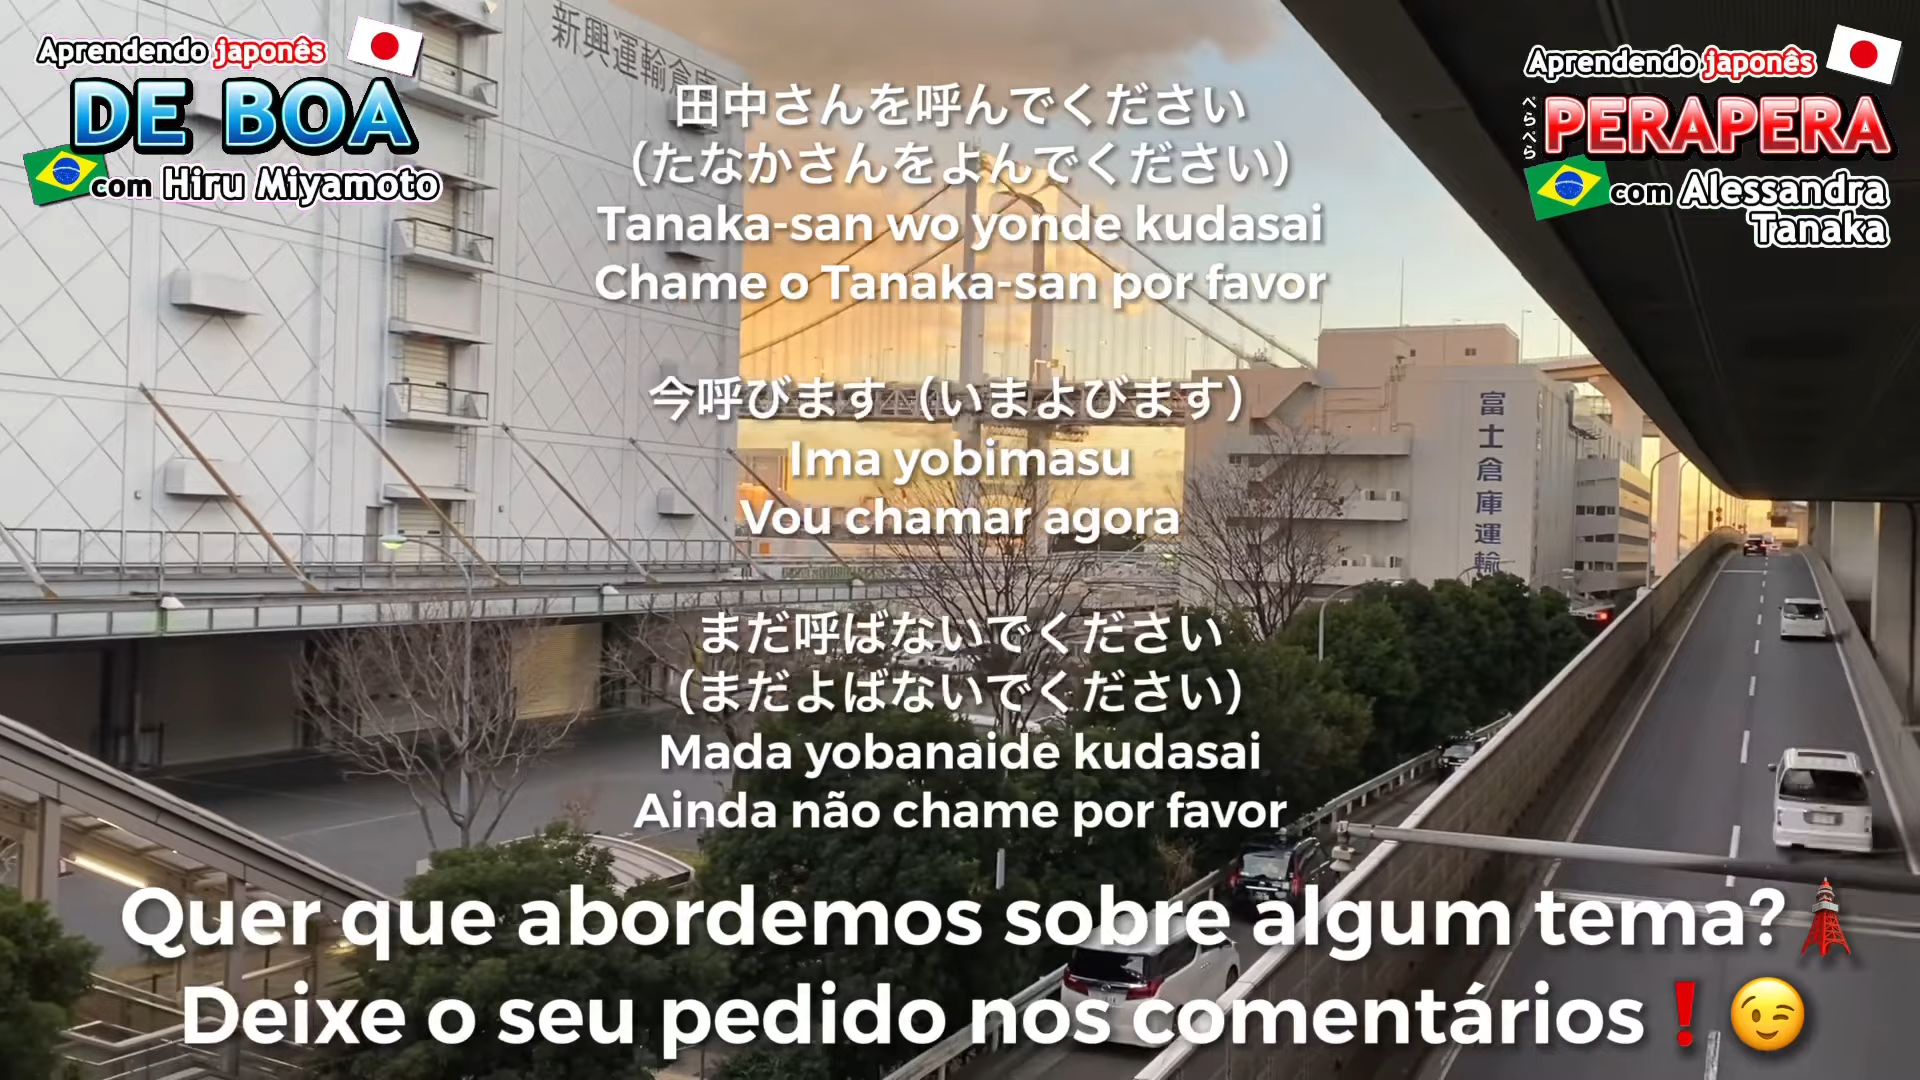 Aprendendo japonês
DE BOA
com Hiru Miyamoto
新興運輸倉庫
Aprendendo japonês
ぺらぺら
PERAPERA
com Alessandra
Tanaka
田中さんを呼んでください
（たなかさんをよんでください）
Tanaka-san wo yonde kudasai
Chame o Tanaka-san por favor
今呼びます（いまよびます）
Ima yobimasu
Vou chamar agora
富士倉庫運輸
まだ呼ばないでください
（まだよばないでください）
Mada yobanaide kudasai
Ainda não chame por favor
Quer que abordemos sobre algum tema?
Deixe o seu pedido nos comentários❗😉